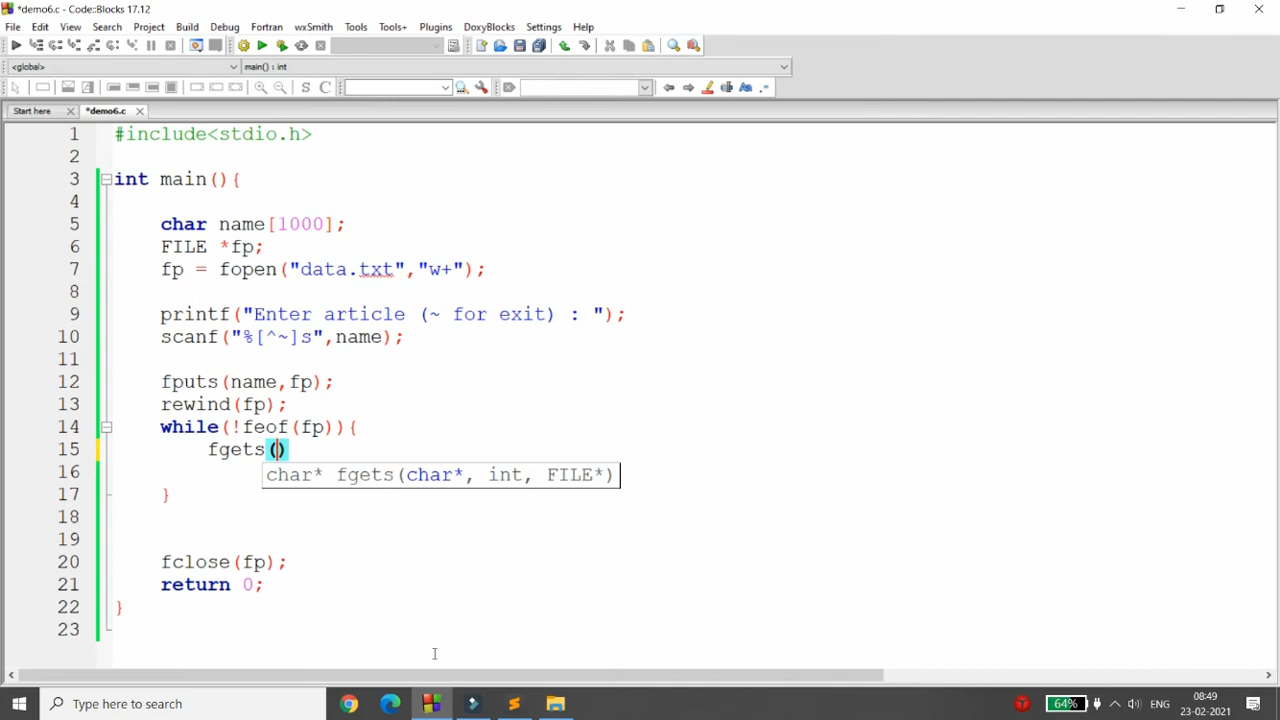 *demo6.c - Code::Blocks 17.12
File Edit View Search Project Build Debug Fortran wxSmith Tools Tools+ Plugins DoxyBlocks Settings Help
<global> main() : int
S C
Start here *demo6.c
1 #include<stdio.h>
2
3 int main(){
4
5 char name[1000];
6 FILE *fp;
7 fp = fopen("data.txt","w+");
8
9 printf("Enter article (~ for exit) : ");
10 scanf("%[^~]s",name);
11
12 fputs(name,fp);
13 rewind(fp);
14 while(!feof(fp)){
15 fgets()
16 char* fgets(char*, int, FILE*)
17 }
18
19
20 fclose(fp);
21 return 0;
22 }
23
Type here to search 64% ENG 08:49
23-02-2021